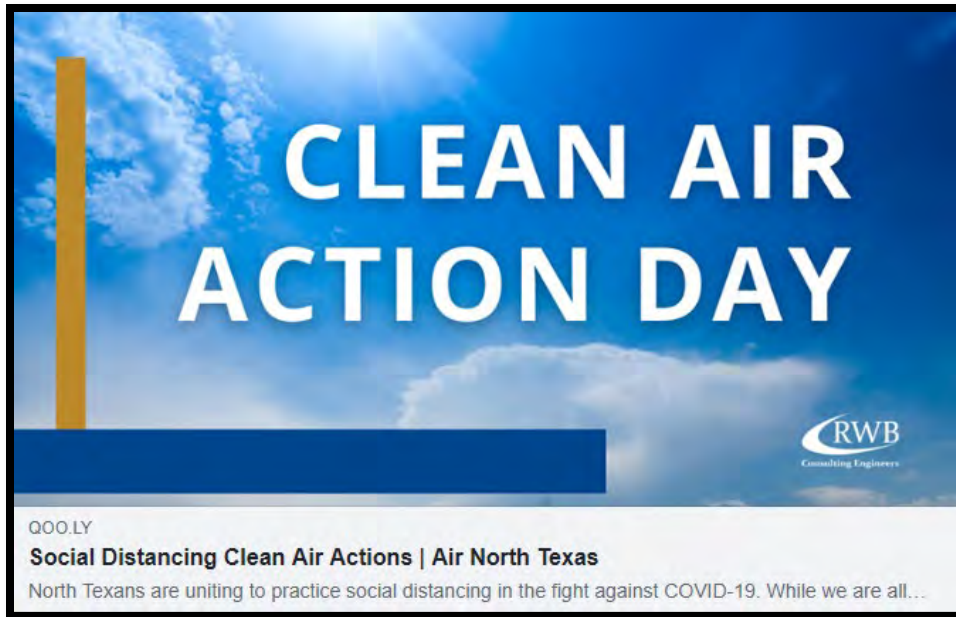 CLEAN AIR
ACTION DAY
RWB
Consulting Engineers
QOO.LY
Social Distancing Clean Air Actions | Air North Texas
North Texans are uniting to practice social distancing in the fight against COVID-19. While we are all…